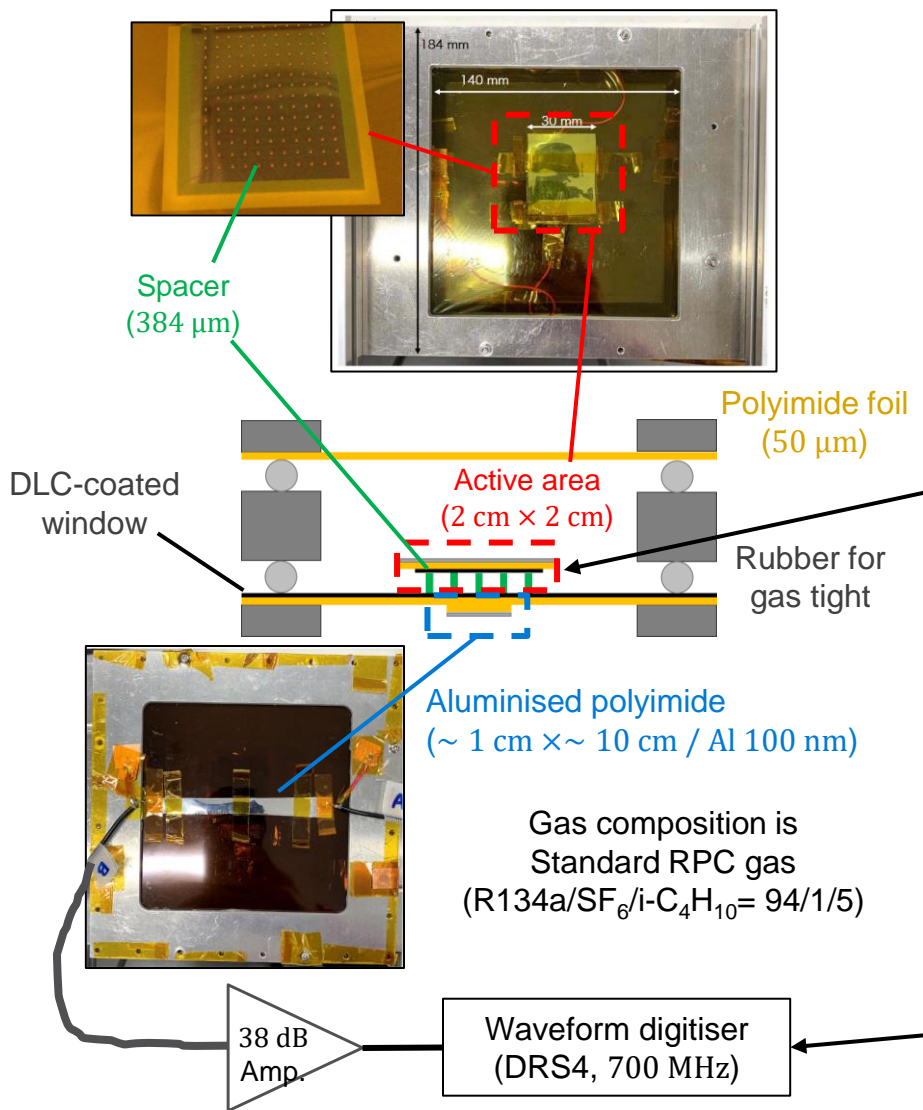 184 mm
140 mm
30 mm
Spacer
(384 μm)
Polyimide foil
(50 μm)
DLC-coated
window
Active area
(2 cm × 2 cm)
Rubber for
gas tight
Aluminised polyimide
(~ 1 cm ×~ 10 cm / Al 100 nm)
A
B
Gas composition is
Standard RPC gas
(R134a/SF₆/i-C₄H₁₀= 94/1/5)
38 dB
Amp.
Waveform digitiser
(DRS4, 700 MHz)